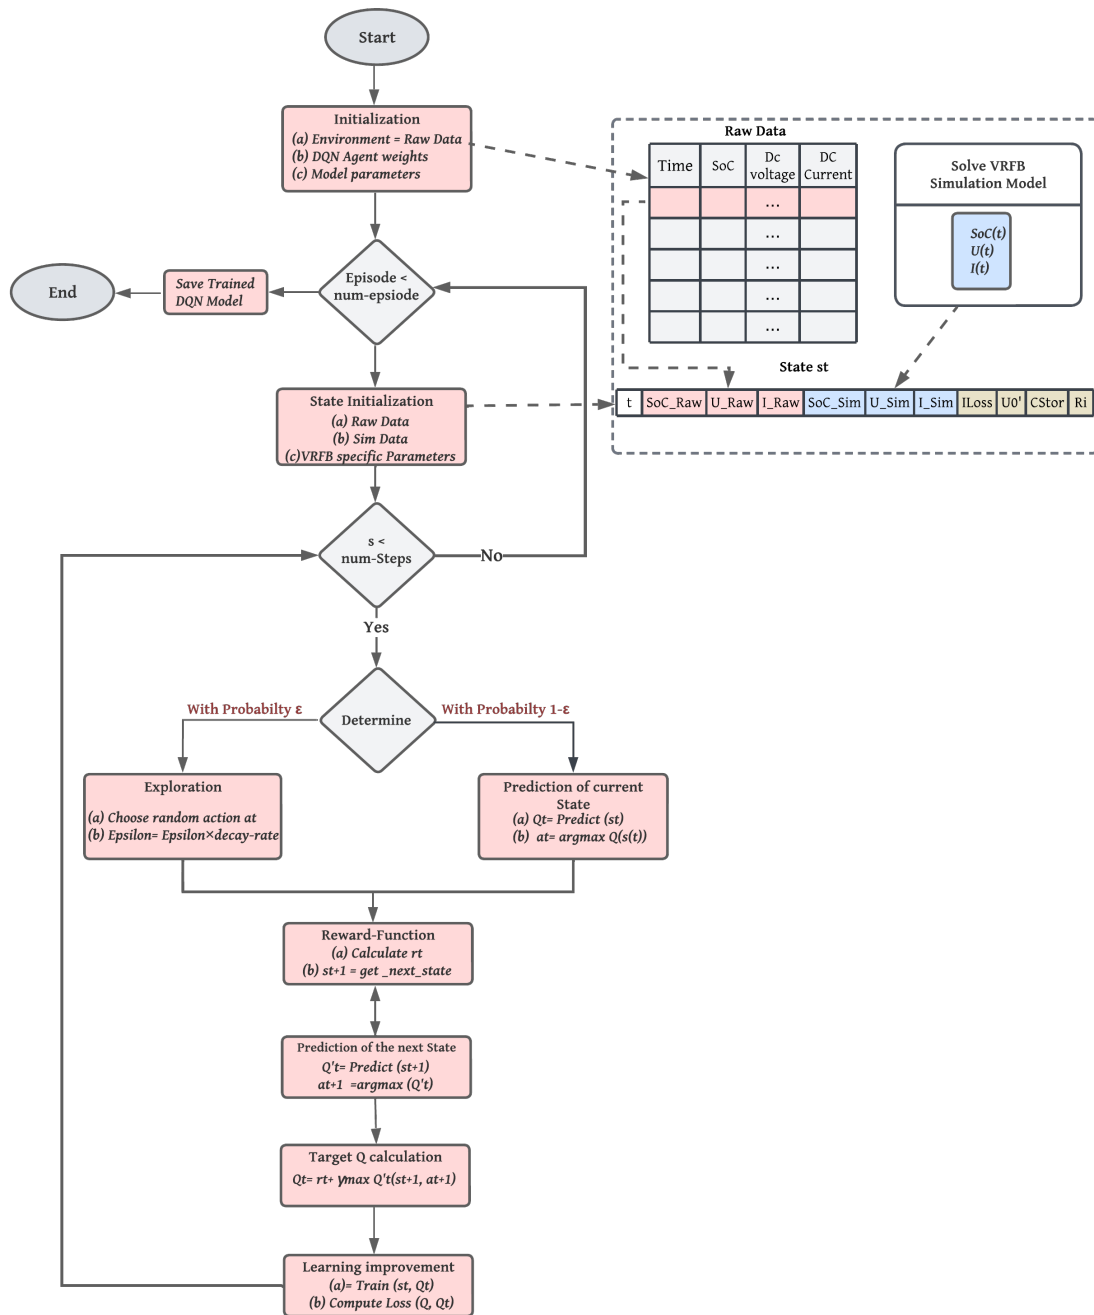 Start
Initialization
(a) Environment = Raw Data
(b) DQN Agent weights
(c) Model parameters
Raw Data
Time
SoC
Dc
voltage
DC
Current
...
...
...
...
...
Solve VRFB
Simulation Model
SoC(t)
U(t)
I(t)
End
Save Trained
DQN Model
Episode <
num-epsiode
State st
t
SoC_Raw
U_Raw
I_Raw
SoC_Sim
U_Sim
I_Sim
ILoss
U0'
CStor
Ri
State Initialization
(a) Raw Data
(b) Sim Data
(c)VRFB specific Parameters
s <
num-Steps
No
Yes
With Probabilty ε
Determine
With Probabilty 1-ε
Exploration
(a) Choose random action at
(b) Epsilon= Epsilon×decay-rate
Prediction of current
State
(a) Qt= Predict (st)
(b) at= argmax Q(s(t))
Reward-Function
(a) Calculate rt
(b) st+1 = get _next_state
Prediction of the next State
Q't= Predict (st+1)
at+1 =argmax (Q't)
Target Q calculation
Qt= rt+ γmax Q't(st+1, at+1)
Learning improvement
(a)= Train (st, Qt)
(b) Compute Loss (Q, Qt)